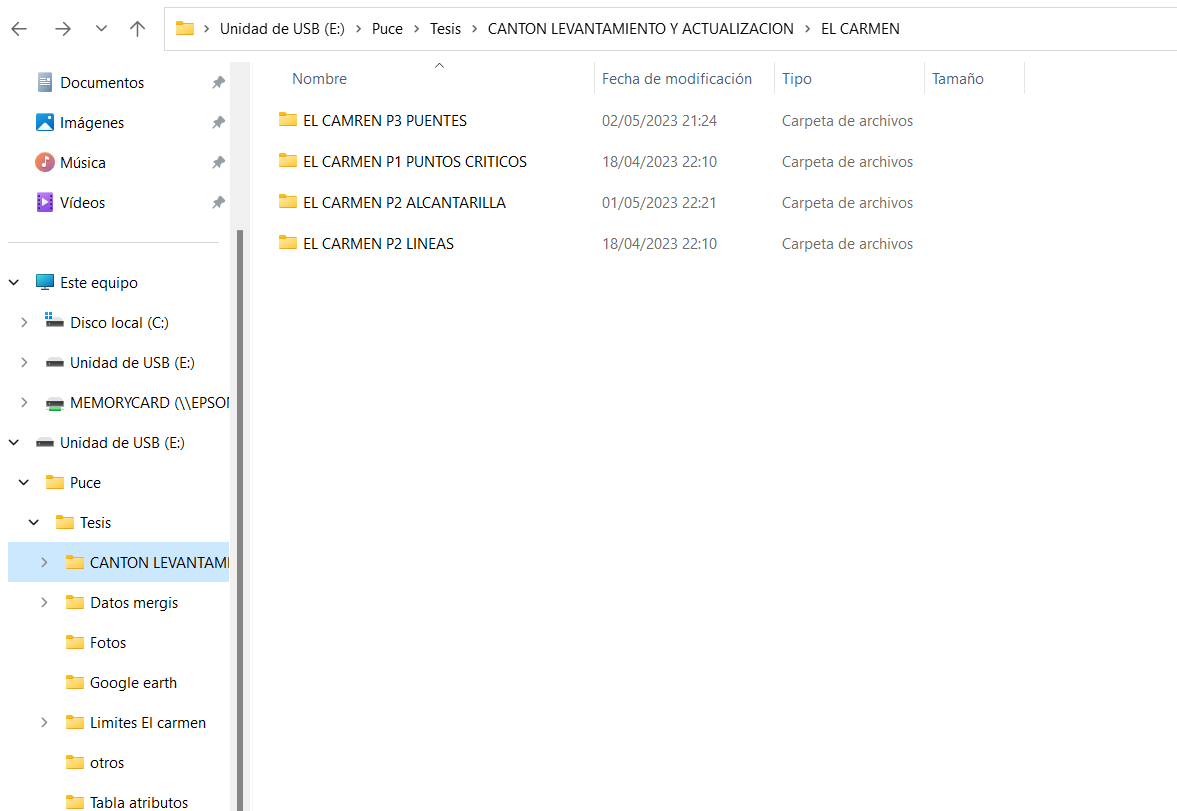 Unidad de USB (E:) > Puce > Tesis > CANTON LEVANTAMIENTO Y ACTUALIZACION > EL CARMEN
Documentos
Imágenes
Música
Vídeos
Este equipo
Disco local (C:)
Unidad de USB (E:)
MEMORYCARD (\\EPSON
Unidad de USB (E:)
Puce
Tesis
CANTON LEVANTAMI
Datos mergis
Fotos
Google earth
Limites El carmen
otros
Tabla atributos
Nombre Fecha de modificación Tipo Tamaño
EL CAMREN P3 PUENTES 02/05/2023 21:24 Carpeta de archivos
EL CARMEN P1 PUNTOS CRITICOS 18/04/2023 22:10 Carpeta de archivos
EL CARMEN P2 ALCANTARILLA 01/05/2023 22:21 Carpeta de archivos
EL CARMEN P2 LINEAS 18/04/2023 22:10 Carpeta de archivos